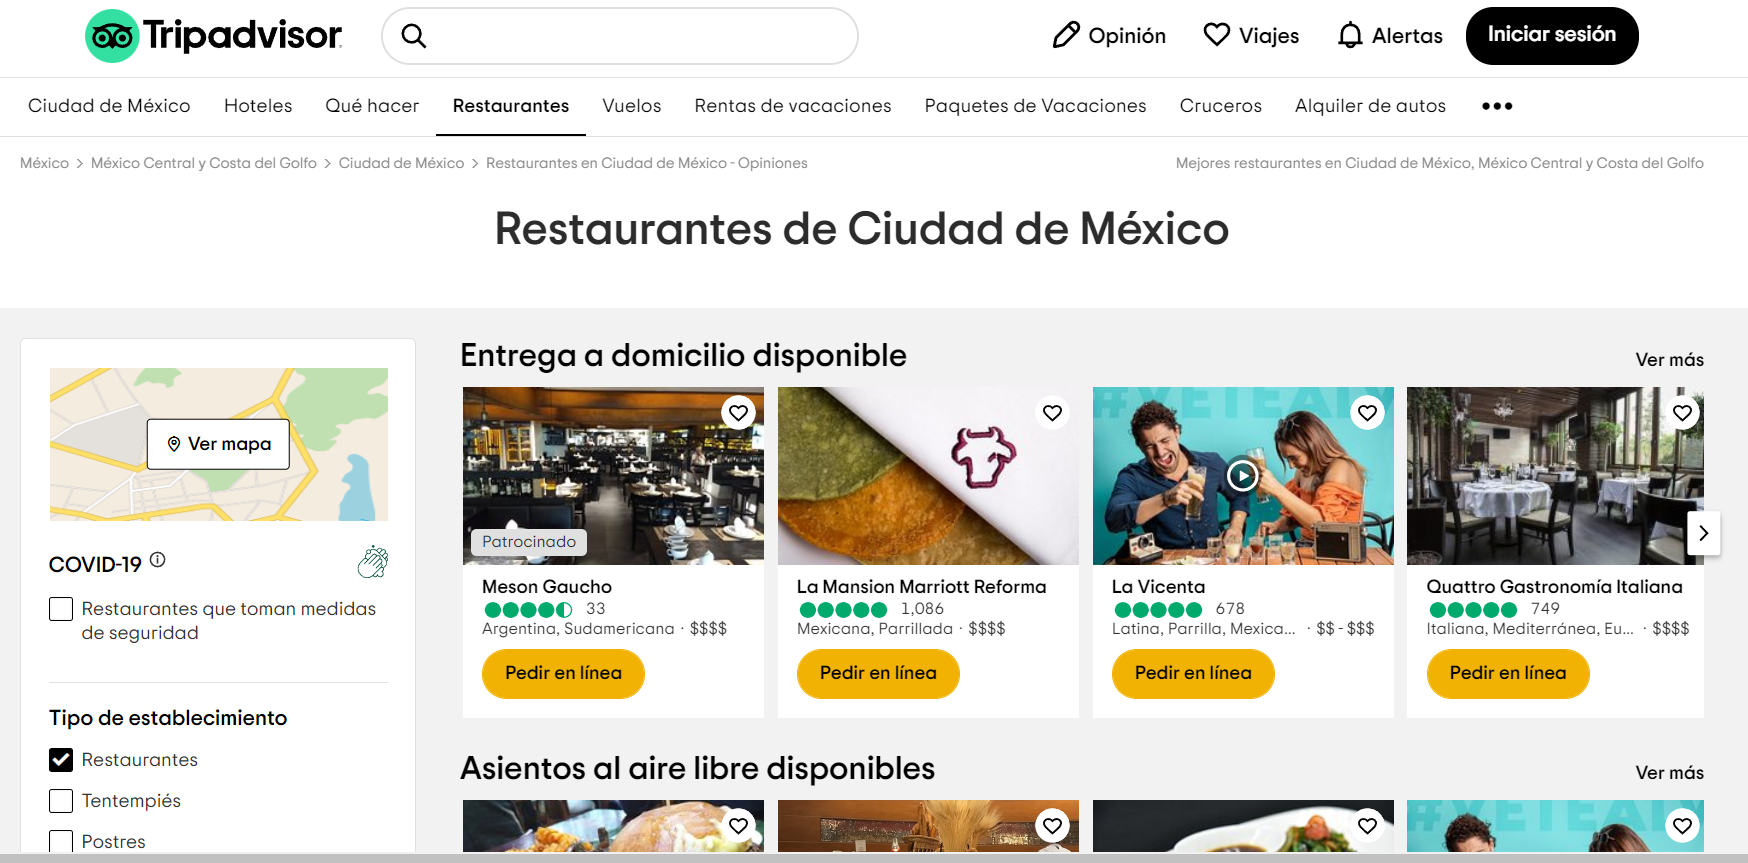 Tripadvisor
Opinión
Viajes
Alertas
Iniciar sesión
Ciudad de México
Hoteles
Qué hacer
Restaurantes
Vuelos
Rentas de vacaciones
Paquetes de Vacaciones
Cruceros
Alquiler de autos
México > México Central y Costa del Golfo > Ciudad de México > Restaurantes en Ciudad de México - Opiniones
Mejores restaurantes en Ciudad de México, México Central y Costa del Golfo
Restaurantes de Ciudad de México
Ver mapa
COVID-19
Restaurantes que toman medidas
de seguridad
Tipo de establecimiento
Restaurantes
Tentempiés
Postres
Entrega a domicilio disponible
Ver más
Patrocinado
Meson Gaucho
33
Argentina, Sudamericana · $$$$
Pedir en línea
La Mansion Marriott Reforma
1,086
Mexicana, Parrillada · $$$$
Pedir en línea
#VETEALV
La Vicenta
678
Latina, Parrilla, Mexica... · $$ - $$$
Pedir en línea
Quattro Gastronomía Italiana
749
Italiana, Mediterránea, Eu... · $$$$
Pedir en línea
Asientos al aire libre disponibles
Ver más